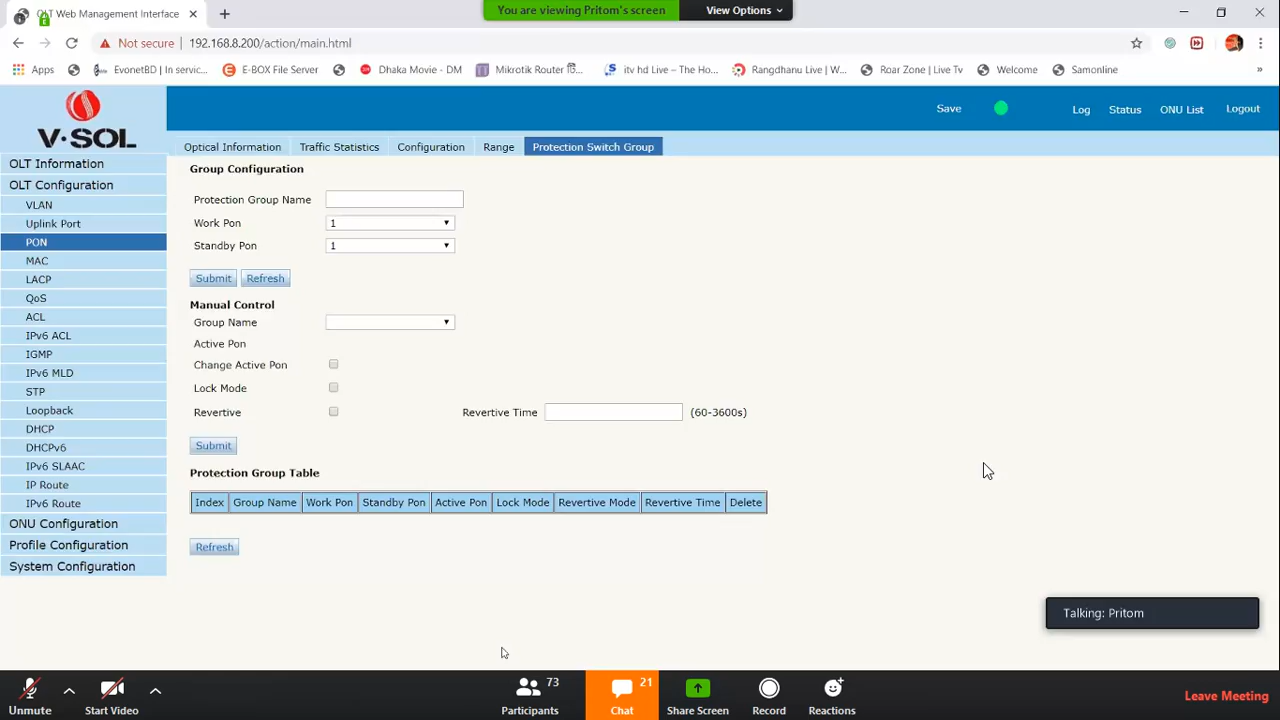 OLT Web Management Interface
You are viewing Pritom's screen
View Options
Not secure
192.168.8.200/action/main.html
Apps
EvonetBD | In servic...
E-BOX File Server
Dhaka Movie - DM
Mikrotik Router
itv hd Live – The Ho...
Rangdhanu Live | W...
Roar Zone | Live Tv
Welcome
Samonline
»
V·SOL
Save
Log
Status
ONU List
Logout
OLT Information
OLT Configuration
VLAN
Uplink Port
PON
MAC
LACP
QoS
ACL
IPv6 ACL
IGMP
IPv6 MLD
STP
Loopback
DHCP
DHCPv6
IPv6 SLAAC
IP Route
IPv6 Route
ONU Configuration
Profile Configuration
System Configuration
Optical Information
Traffic Statistics
Configuration
Range
Protection Switch Group
Group Configuration
Protection Group Name
Work Pon 1
Standby Pon 1
Submit Refresh
Manual Control
Group Name
Active Pon
Change Active Pon
Lock Mode
Revertive
Revertive Time (60-3600s)
Submit
Protection Group Table
Index Group Name Work Pon Standby Pon Active Pon Lock Mode Revertive Mode Revertive Time Delete
Refresh
Talking: Pritom
Unmute
Start Video
73
Participants
21
Chat
Share Screen
Record
Reactions
Leave Meeting